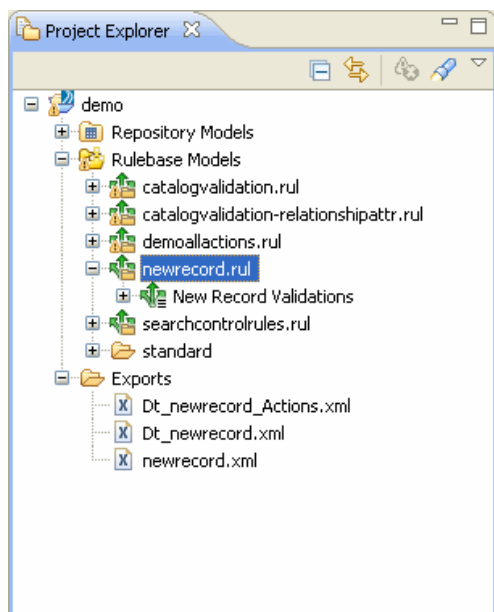 Project Explorer
demo
Repository Models
Rulebase Models
catalogvalidation.rul
catalogvalidation-relationshipattr.rul
demoallactions.rul
newrecord.rul
New Record Validations
searchcontrolrules.rul
standard
Exports
Dt_newrecord_Actions.xml
Dt_newrecord.xml
newrecord.xml